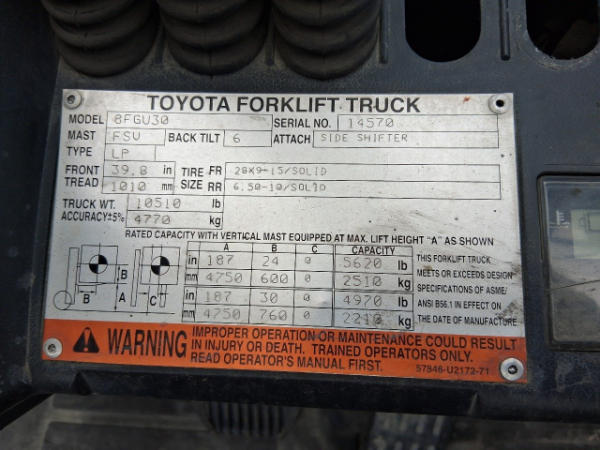 TOYOTA FORKLIFT TRUCK
MODEL 8FGU30 SERIAL NO. 14570
MAST FSV BACK TILT 6 ATTACH SIDE SHIFTER
TYPE LP
FRONT TREAD 39.8 in TIRE SIZE FR 28X9-15/SOLID
1010 mm RR 6.50-10/SOLID
TRUCK WT. 10510 lb
ACCURACY±5% 4770 kg
RATED CAPACITY WITH VERTICAL MAST EQUIPPED AT MAX. LIFT HEIGHT "A" AS SHOWN
A B C CAPACITY
in 187 24 0 5620 lb
mm 4750 600 0 2510 kg
in 187 30 0 4970 lb
mm 4750 760 0 2210 kg
B A C B
THIS FORKLIFT TRUCK
MEETS OR EXCEEDS DESIGN
SPECIFICATIONS OF ASME/
ANSI B56.1 IN EFFECT ON
THE DATE OF MANUFACTURE
WARNING
IMPROPER OPERATION OR MAINTENANCE COULD RESULT
IN INJURY OR DEATH. TRAINED OPERATORS ONLY.
READ OPERATOR'S MANUAL FIRST.
57846-U2172-71